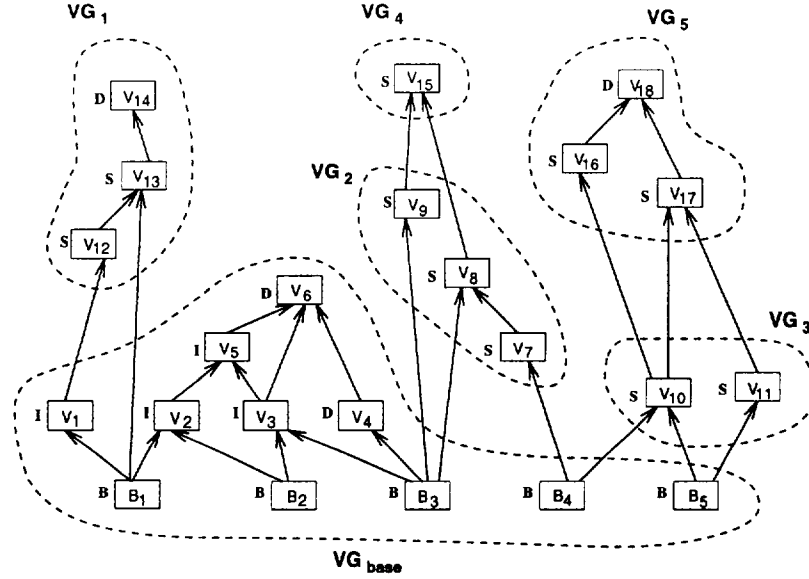 VG1 VG4 VG5
S V15
D V14 D V18
S V16
S V13 VG2
S V9 S V17
S V12
S V8
D V6
VG3
I V5 S V7
I V1 I V2 I V3 D V4 S V10 S V11
B B1 B B2 B B3 B B4 B B5
VGbase